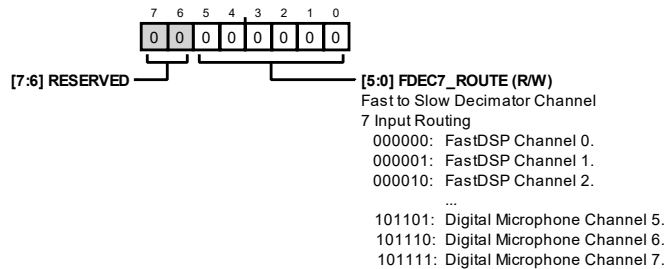 7 6 5 4 3 2 1 0
0 0 0 0 0 0 0 0
[7:6] RESERVED
[5:0] FDEC7_ROUTE (R/W)
Fast to Slow Decimator Channel
7 Input Routing
000000: FastDSP Channel 0.
000001: FastDSP Channel 1.
000010: FastDSP Channel 2.
...
101101: Digital Microphone Channel 5.
101110: Digital Microphone Channel 6.
101111: Digital Microphone Channel 7.